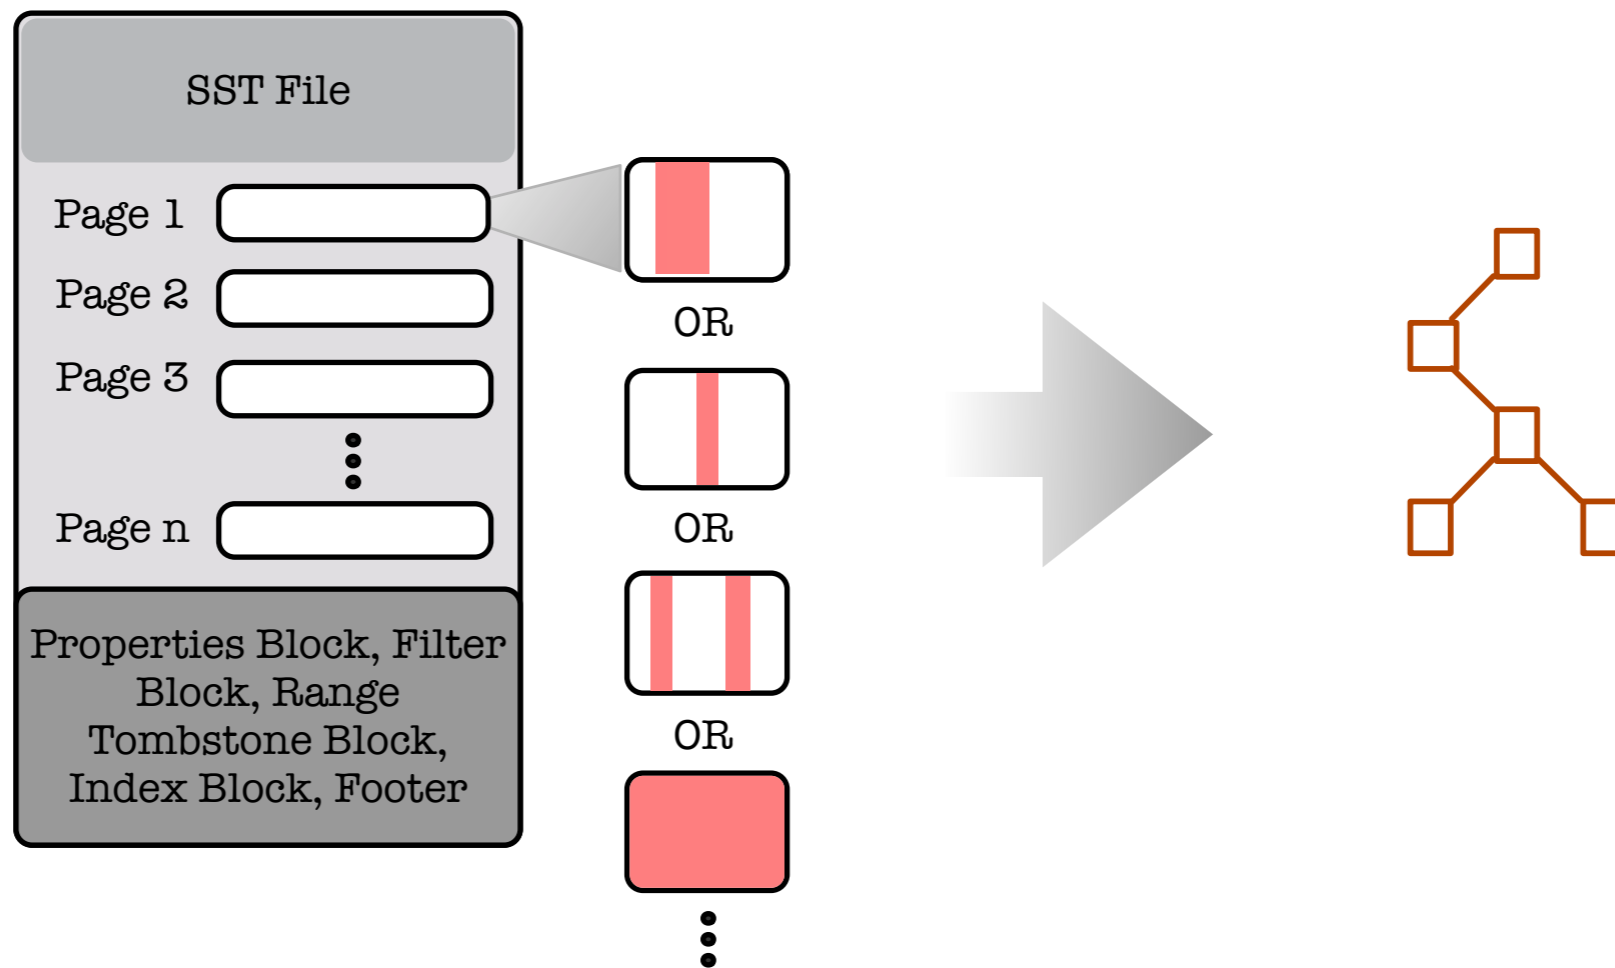 SST File
Page 1
Page 2
Page 3
Page n
Properties Block, Filter
Block, Range
Tombstone Block,
Index Block, Footer
OR
OR
OR